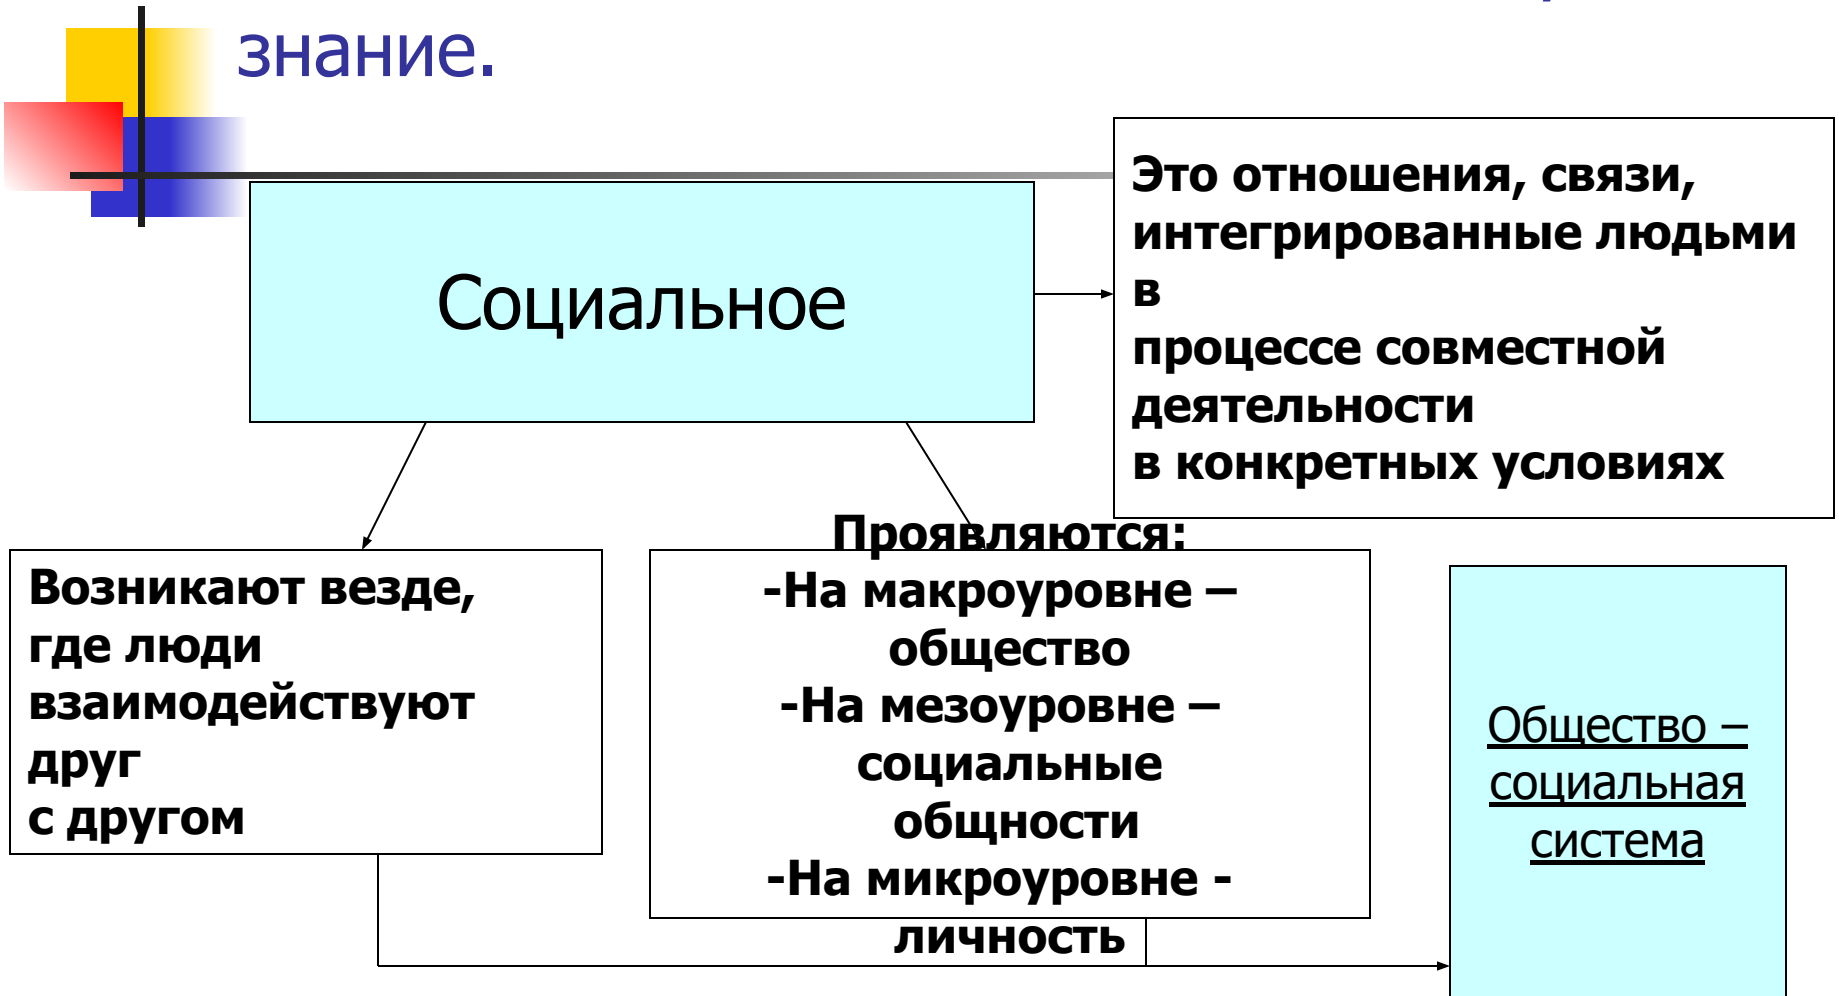 знание.
Социальное
Это отношения, связи,
интегрированные людьми
в
процессе совместной
деятельности
в конкретных условиях
Возникают везде,
где люди
взаимодействуют
друг
с другом
Проявляются:
-На макроуровне –
общество
-На мезоуровне –
социальные
общности
-На микроуровне -
личность
Общество –
социальная
система